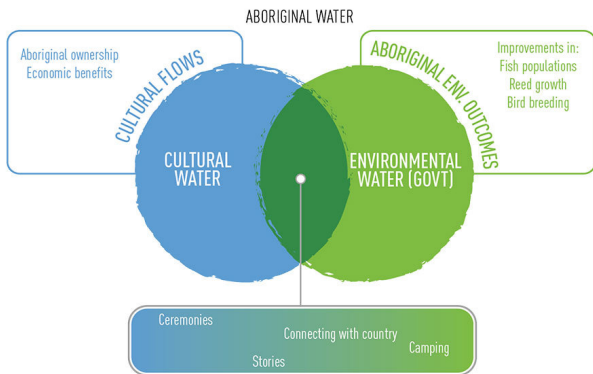 ABORIGINAL WATER
Aboriginal ownership
Economic benefits
CULTURAL FLOWS
ABORIGINAL ENV. OUTCOMES
Improvements in:
Fish populations
Reed growth
Bird breeding
CULTURAL
WATER
ENVIRONMENTAL
WATER (GOVT)
Ceremonies
Connecting with country
Camping
Stories